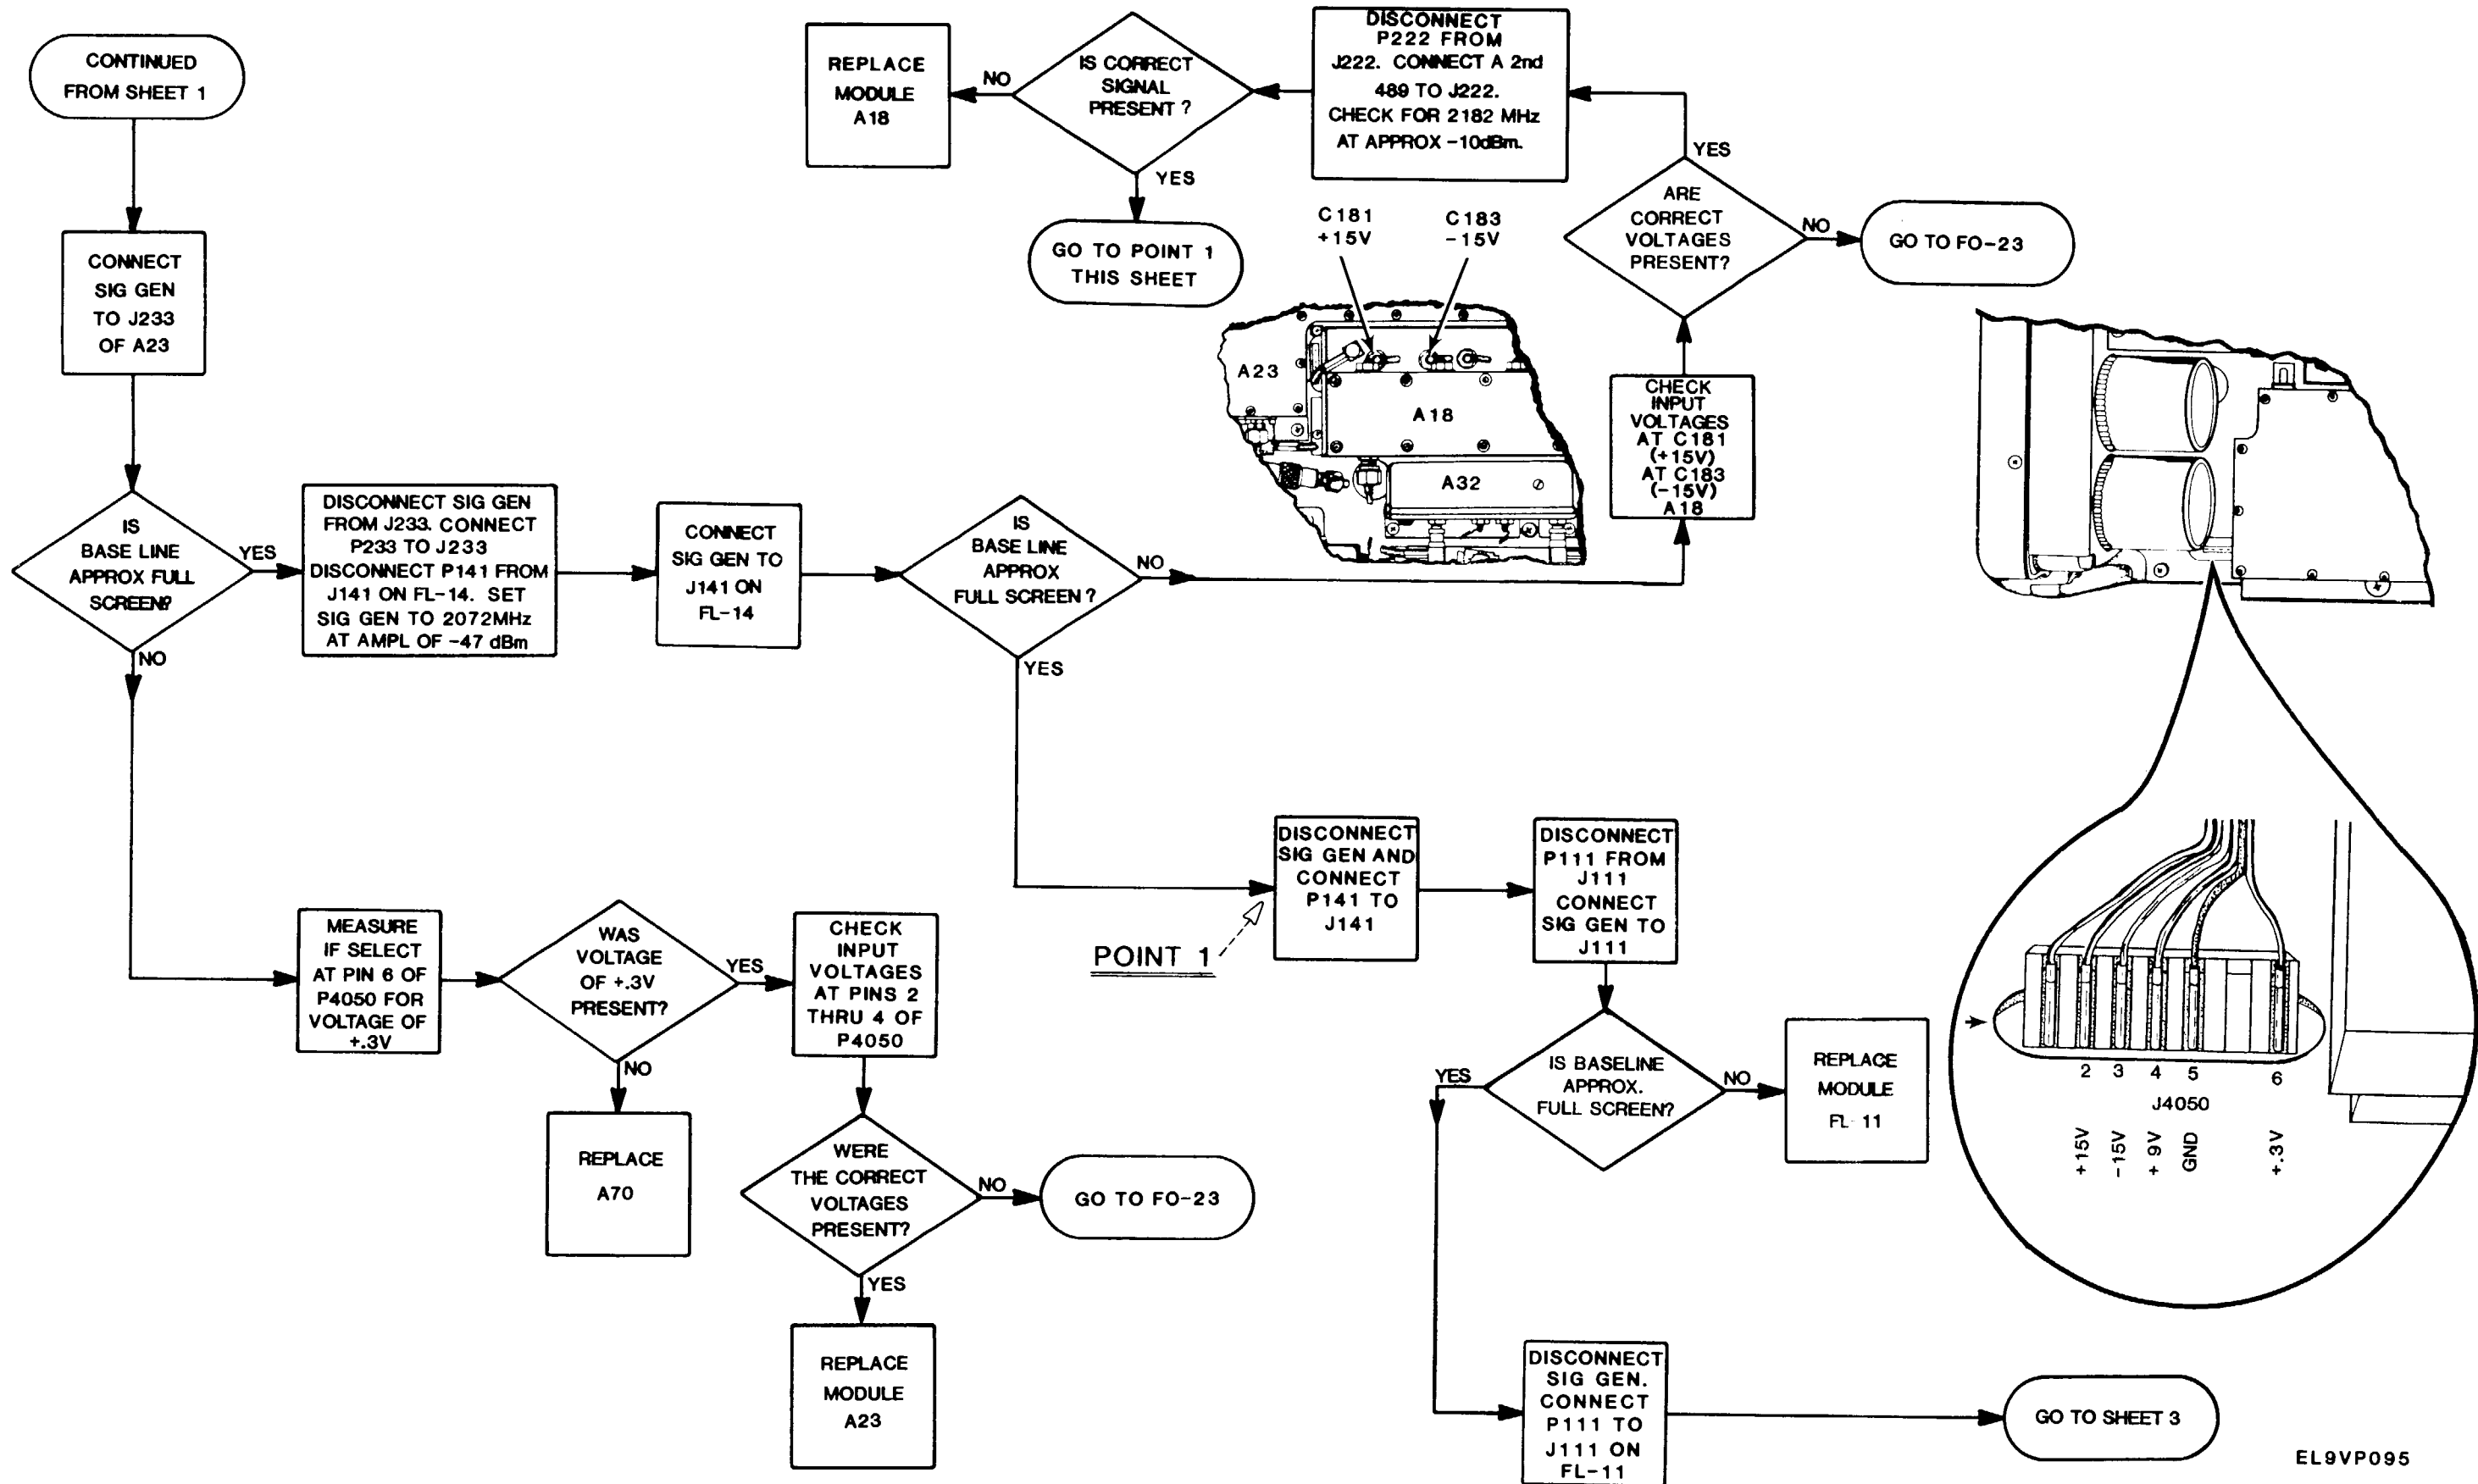 CONTINUED
FROM SHEET 1
CONNECT
SIG GEN
TO J233
OF A23
IS
BASE LINE
APPROX FULL
SCREEN?
YES
NO
DISCONNECT SIG GEN
FROM J233. CONNECT
P233 TO J233
DISCONNECT P141 FROM
J141 ON FL-14. SET
SIG GEN TO 2072MHz
AT AMPL OF -47 dBm
CONNECT
SIG GEN TO
J141 ON
FL-14
IS
BASE LINE
APPROX
FULL SCREEN?
NO
YES
REPLACE
MODULE
A18
NO
IS CORRECT
SIGNAL
PRESENT?
YES
GO TO POINT 1
THIS SHEET
DISCONNECT
P222 FROM
J222. CONNECT A 2nd
489 TO J222.
CHECK FOR 2182 MHz
AT APPROX -10dBm.
YES
ARE
CORRECT
VOLTAGES
PRESENT?
NO
GO TO FO-23
C181
+15V
C183
-15V
A23
A18
A32
CHECK
INPUT
VOLTAGES
AT C181
(+15V)
AT C183
(-15V)
A18
MEASURE
IF SELECT
AT PIN 6 OF
P4050 FOR
VOLTAGE OF
+.3V
WAS
VOLTAGE
OF +.3V
PRESENT?
YES
NO
REPLACE
A70
CHECK
INPUT
VOLTAGES
AT PINS 2
THRU 4 OF
P4050
WERE
THE CORRECT
VOLTAGES
PRESENT?
NO
GO TO FO-23
YES
REPLACE
MODULE
A23
POINT 1
DISCONNECT
SIG GEN AND
CONNECT
P141 TO
J141
DISCONNECT
P111 FROM
J111
CONNECT
SIG GEN TO
J111
IS BASELINE
APPROX.
FULL SCREEN?
YES
NO
REPLACE
MODULE
FL-11
DISCONNECT
SIG GEN.
CONNECT
P111 TO
J111 ON
FL-11
GO TO SHEET 3
2 3 4 5 6
J4050
+15V
-15V
+ 9V
GND
+.3V
EL9VP095